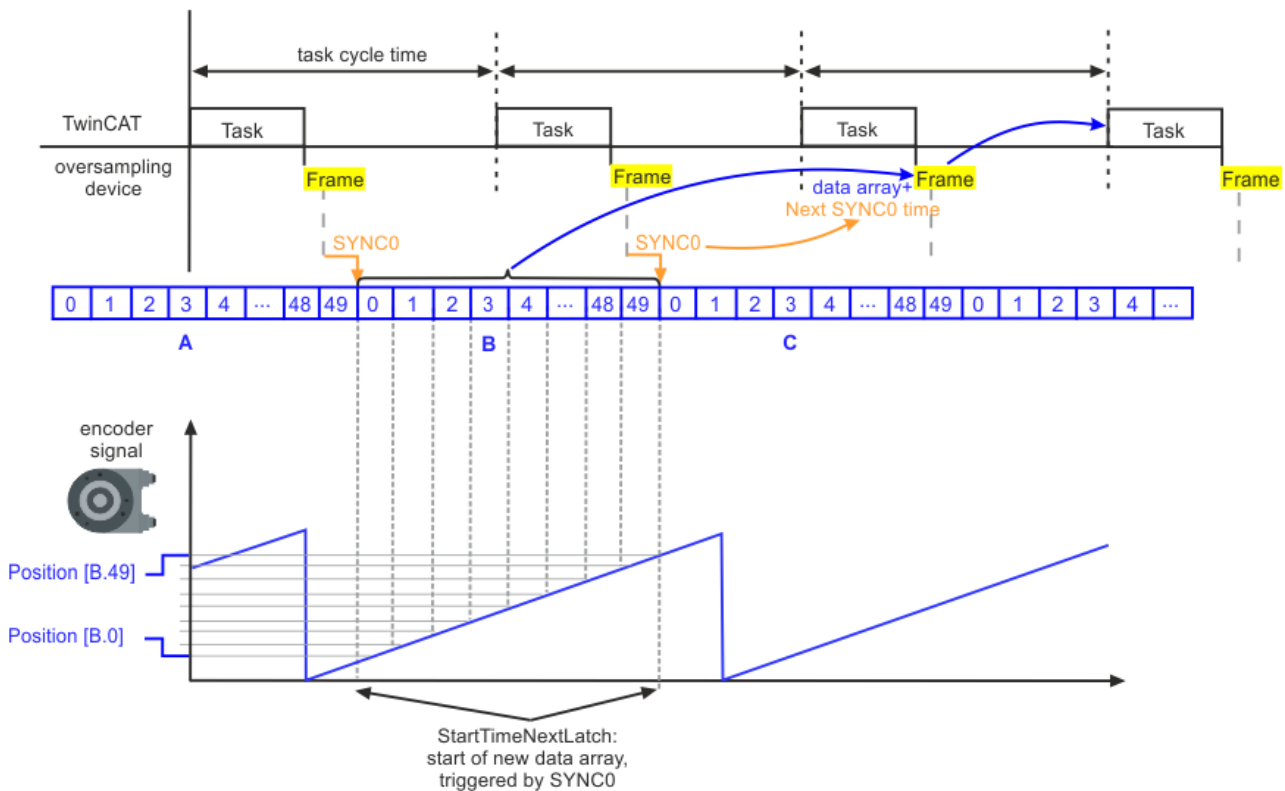 task cycle time
TwinCAT
Task
Task
Task
Task
oversampling
device
Frame
Frame
Frame
Frame
data array+
Next SYNC0 time
SYNC0
SYNC0
0 1 2 3 4 ... 48 49 0 1 2 3 4 ... 48 49 0 1 2 3 4 ... 48 49 0 1 2 3 4 ...
A
B
C
encoder
signal
Position [B.49]
Position [B.0]
StartTimeNextLatch:
start of new data array,
triggered by SYNC0